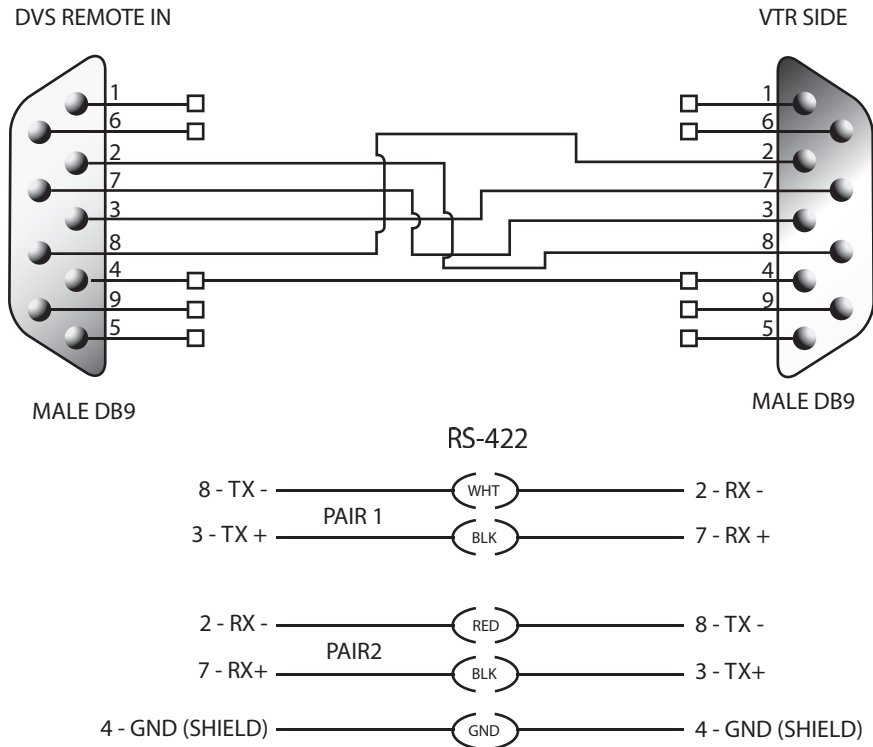 DVS REMOTE IN
VTR SIDE
1
6
2
7
3
8
4
9
5
1
6
2
7
3
8
4
9
5
MALE DB9
MALE DB9
RS-422
8 - TX - WHT 2 - RX -
PAIR 1
3 - TX + BLK 7 - RX +
2 - RX - RED 8 - TX -
PAIR2
7 - RX+ BLK 3 - TX+
4 - GND (SHIELD) GND 4 - GND (SHIELD)